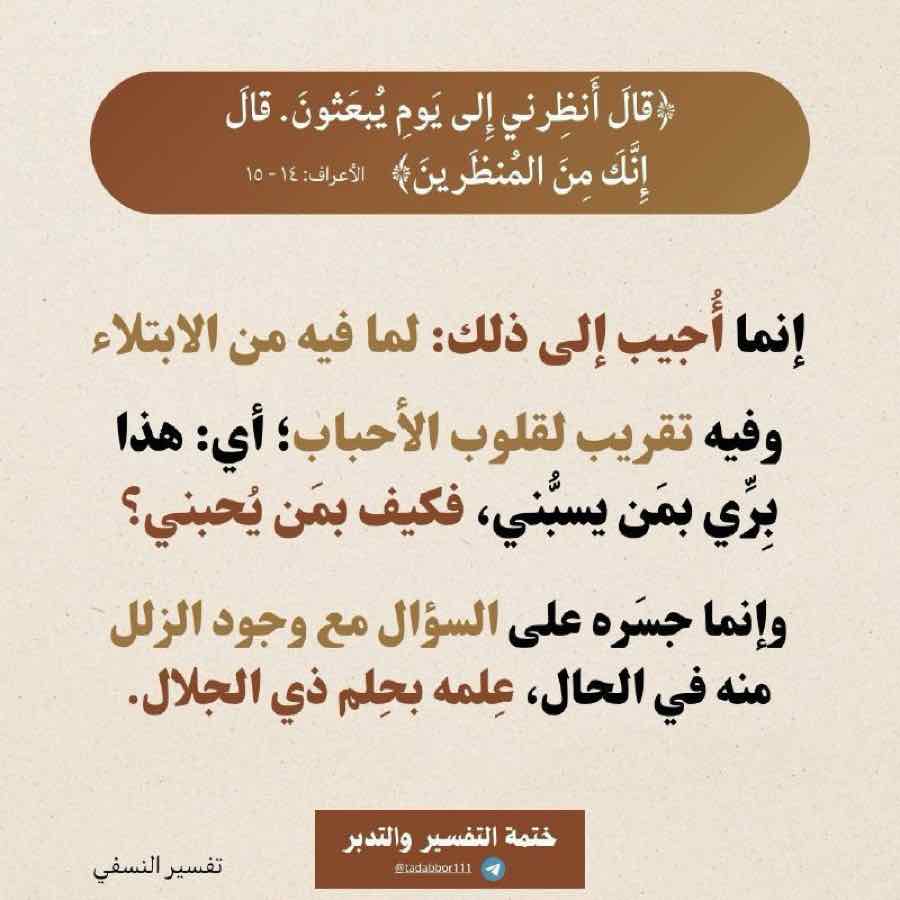 ﴿قالَ أَنظِرني إِلى يَومِ يُبعَثونَ. قالَ
إِنَّكَ مِنَ المُنظَرينَ﴾ الأعراف: ١٤ - ١٥
إنما أُجيب إلى ذلك: لما فيه من الابتلاء
وفيه تقريب لقلوب الأحباب؛ أي: هذا
بِرِّي بمَن يسبُّني، فكيف بمَن يُحبني؟
وإنما جسَره على السؤال مع وجود الزلل
منه في الحال، عِلمه بحِلم ذي الجلال.
ختمة التفسير والتدبر
@tadabbor111
تفسير النسفي